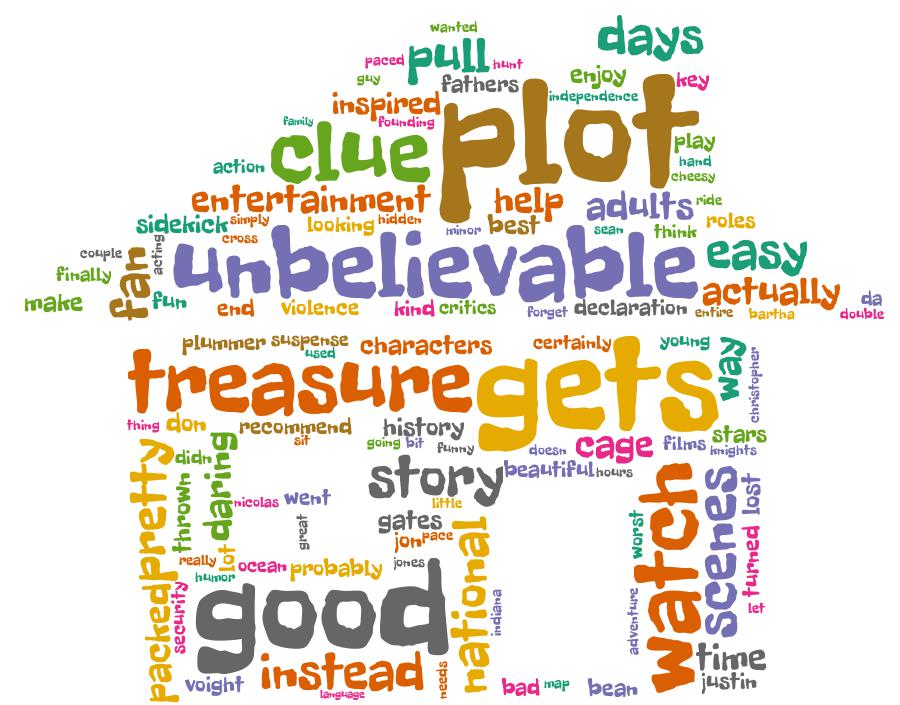 wanted
days
paced pull hunt
guy fathers enjoy key
inspired independence
family founding plot
clue play
action hand
cheesy
entertainment help adults ride
sidekick simply looking hidden best roles
minor sean think
cross
couple acting unbelievable easy
finally fan
make fun actually
end violence kind critics forget declaration entire bartha da
double
plummer suspense characters certainly young way
used
treasure gets christopher
thing don recommend history
sit going bit funny cage films stars
doesn knights
pretty didn daring story beautiful hours
thrown nicolas went little watch scenes lost
great gates worst
jon pace national turned
really lot ocean probably jones
humor
packed security good indiana adventure let
instead time
voight needs bad map bean justin
language